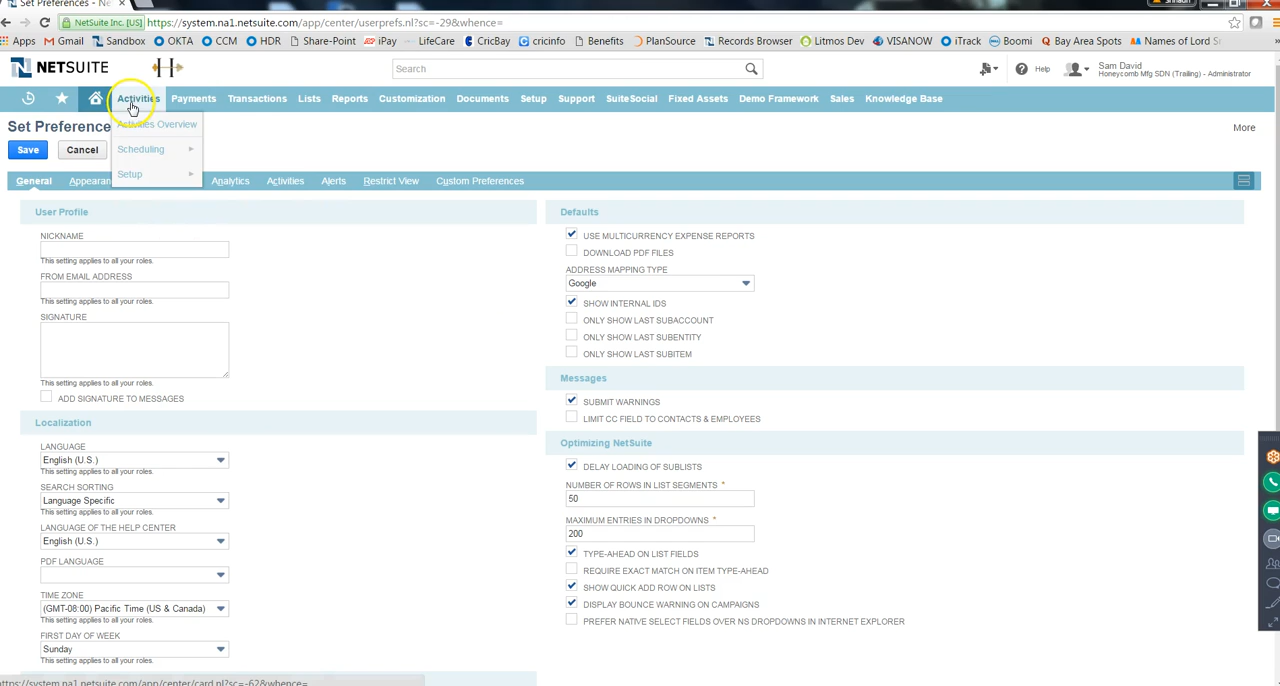 Set Preferences - Net
NetSuite Inc. [US] https://system.na1.netsuite.com/app/center/userprefs.nl?sc=-29&whence=
Apps Gmail Sandbox OKTA CCM HDR Share-Point iPay LifeCare CricBay cricinfo Benefits PlanSource Records Browser Litmos Dev VISANOW iTrack Boomi Bay Area Spots Names of Lord
NETSUITE
Search
Help
Sam David
Honeycomb Mfg SDN (Trailing) - Administrator
Activities Payments Transactions Lists Reports Customization Documents Setup Support SuiteSocial Fixed Assets Demo Framework Sales Knowledge Base
Activities Overview
Scheduling
Setup
Set Preference
More
Save Cancel
General Appearan Analytics Activities Alerts Restrict View Custom Preferences
User Profile
NICKNAME
This setting applies to all your roles.
FROM EMAIL ADDRESS
This setting applies to all your roles.
SIGNATURE
This setting applies to all your roles.
ADD SIGNATURE TO MESSAGES
Localization
LANGUAGE
English (U.S.)
This setting applies to all your roles.
SEARCH SORTING
Language Specific
This setting applies to all your roles.
LANGUAGE OF THE HELP CENTER
English (U.S.)
PDF LANGUAGE
TIME ZONE
(GMT-08:00) Pacific Time (US & Canada)
This setting applies to all your roles.
FIRST DAY OF WEEK
Sunday
This setting applies to all your roles.
Defaults
USE MULTICURRENCY EXPENSE REPORTS
DOWNLOAD PDF FILES
ADDRESS MAPPING TYPE
Google
SHOW INTERNAL IDS
ONLY SHOW LAST SUBACCOUNT
ONLY SHOW LAST SUBENTITY
ONLY SHOW LAST SUBITEM
Messages
SUBMIT WARNINGS
LIMIT CC FIELD TO CONTACTS & EMPLOYEES
Optimizing NetSuite
DELAY LOADING OF SUBLISTS
NUMBER OF ROWS IN LIST SEGMENTS *
50
MAXIMUM ENTRIES IN DROPDOWNS *
200
TYPE-AHEAD ON LIST FIELDS
REQUIRE EXACT MATCH ON ITEM TYPE-AHEAD
SHOW QUICK ADD ROW ON LISTS
DISPLAY BOUNCE WARNING ON CAMPAIGNS
PREFER NATIVE SELECT FIELDS OVER NS DROPDOWNS IN INTERNET EXPLORER
https://system.na1.netsuite.com/app/center/card.nl?sc=-62&whence=